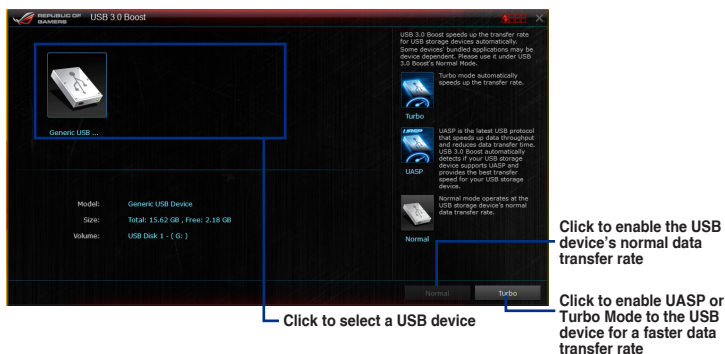 REPUBLIC OF
GAMERS
USB 3.0 Boost
USB 3.0 Boost speeds up the transfer rate
for USB storage devices automatically.
Some devices' bundled applications may be
device dependent. Please use it under USB
3.0 Boost's Normal Mode.
Turbo mode automatically
speeds up the transfer rate.
Turbo
Generic USB ...
UASP
UASP is the latest USB protocol
that speeds up data throughput
and reduces data transfer time.
USB 3.0 Boost automatically
detects if your USB storage
device supports UASP and
provides the best transfer
speed for your USB storage
device.
UASP
Normal mode operates at the
USB storage device's normal
data transfer rate.
Normal
Model: Generic USB Device
Size: Total: 15.62 GB , Free: 2.18 GB
Volume: USB Disk 1 - ( G: )
Normal
Turbo
Click to enable the USB
device's normal data
transfer rate
Click to select a USB device
Click to enable UASP or
Turbo Mode to the USB
device for a faster data
transfer rate